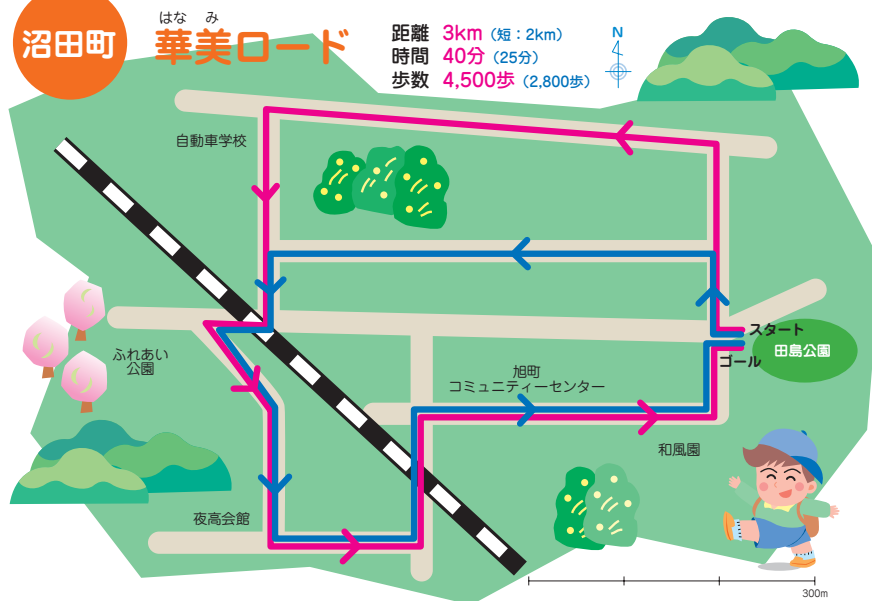 沼田町
はな み
華美ロード
距離 3km（短：2km）
時間 40分（25分）
歩数 4,500歩（2,800歩）
N
自動車学校
スタート
田島公園
ゴール
ふれあい
公園
旭町
コミュニティーセンター
和風園
夜高会館
300m